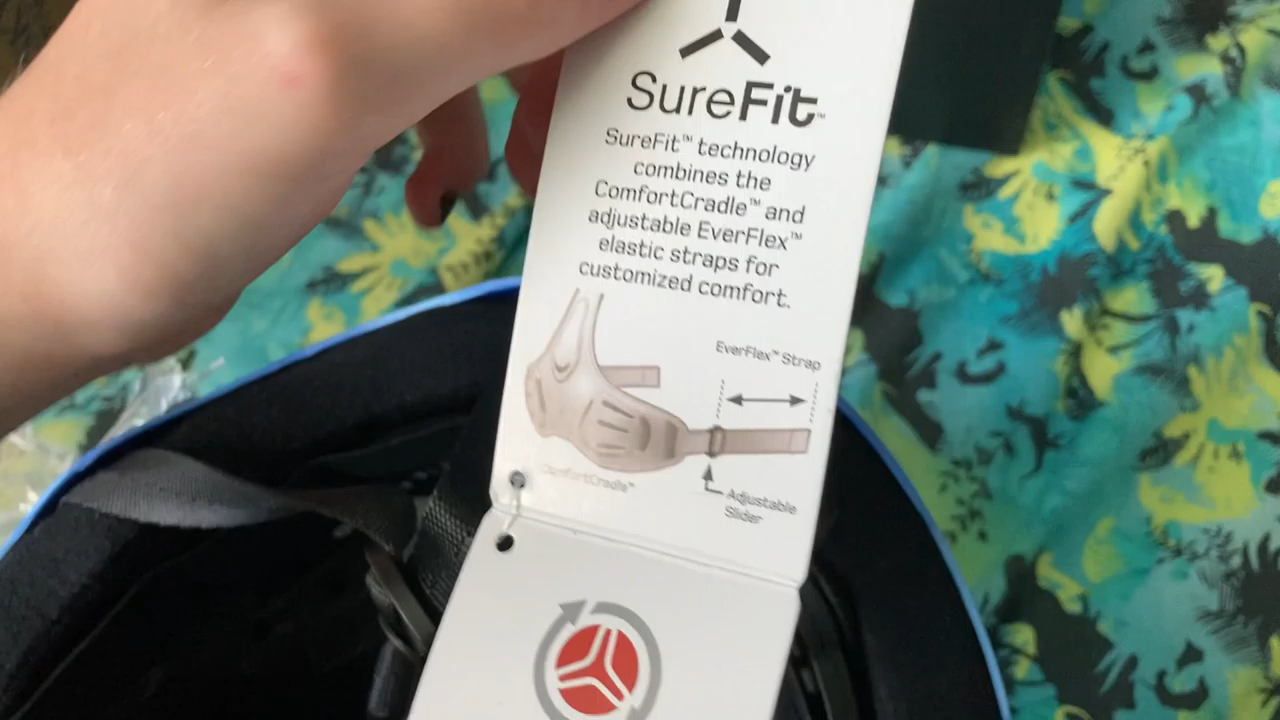 SureFit™
SureFit™ technology
combines the
ComfortCradle™ and
adjustable EverFlex™
elastic straps for
customized comfort.
EverFlex™ Strap
ComfortCradle™
Adjustable
Slider